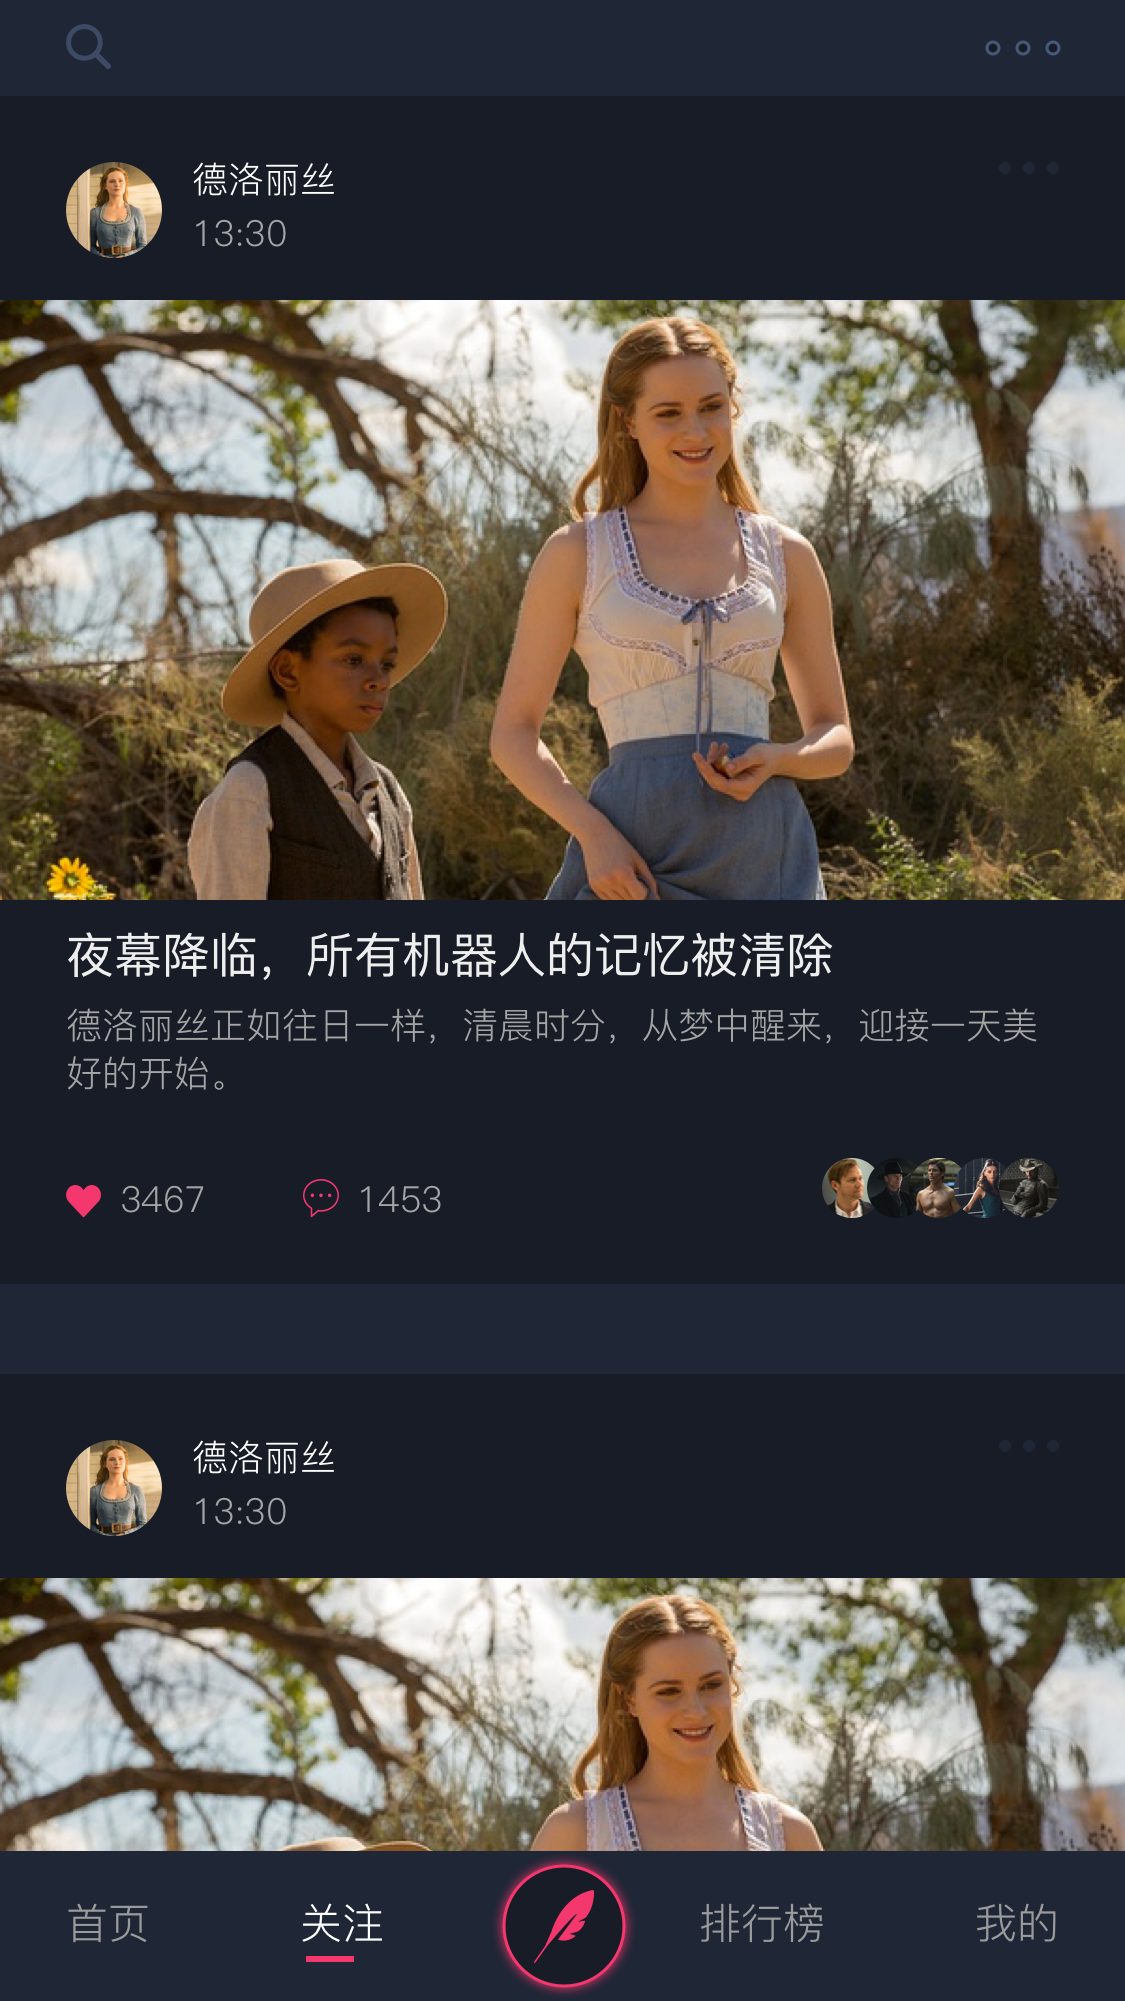 德洛丽丝
13:30
夜幕降临，所有机器人的记忆被清除
德洛丽丝正如往日一样，清晨时分，从梦中醒来，迎接一天美
好的开始。
3467
1453
德洛丽丝
13:30
首页
关注
排行榜
我的